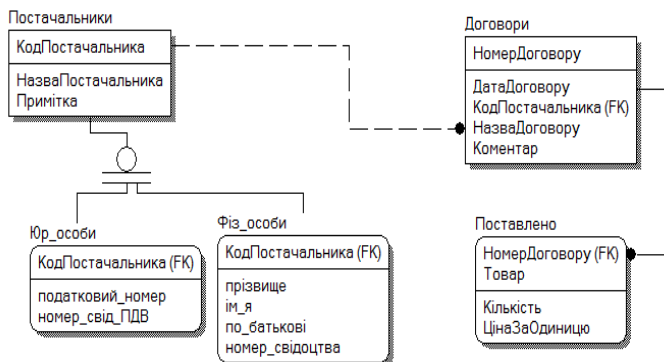 Постачальники
КодПостачальника
НазваПостачальника
Примітка
Договори
НомерДоговору
ДатаДоговору
КодПостачальника (FK)
НазваДоговору
Коментар
Юр_особи
КодПостачальника (FK)
податковий_номер
номер_свід_ПДВ
Фіз_особи
КодПостачальника (FK)
прізвище
ім_я
по_батькові
номер_свідоцтва
Поставлено
НомерДоговору (FK)
Товар
Кількість
ЦінаЗаОдиницю